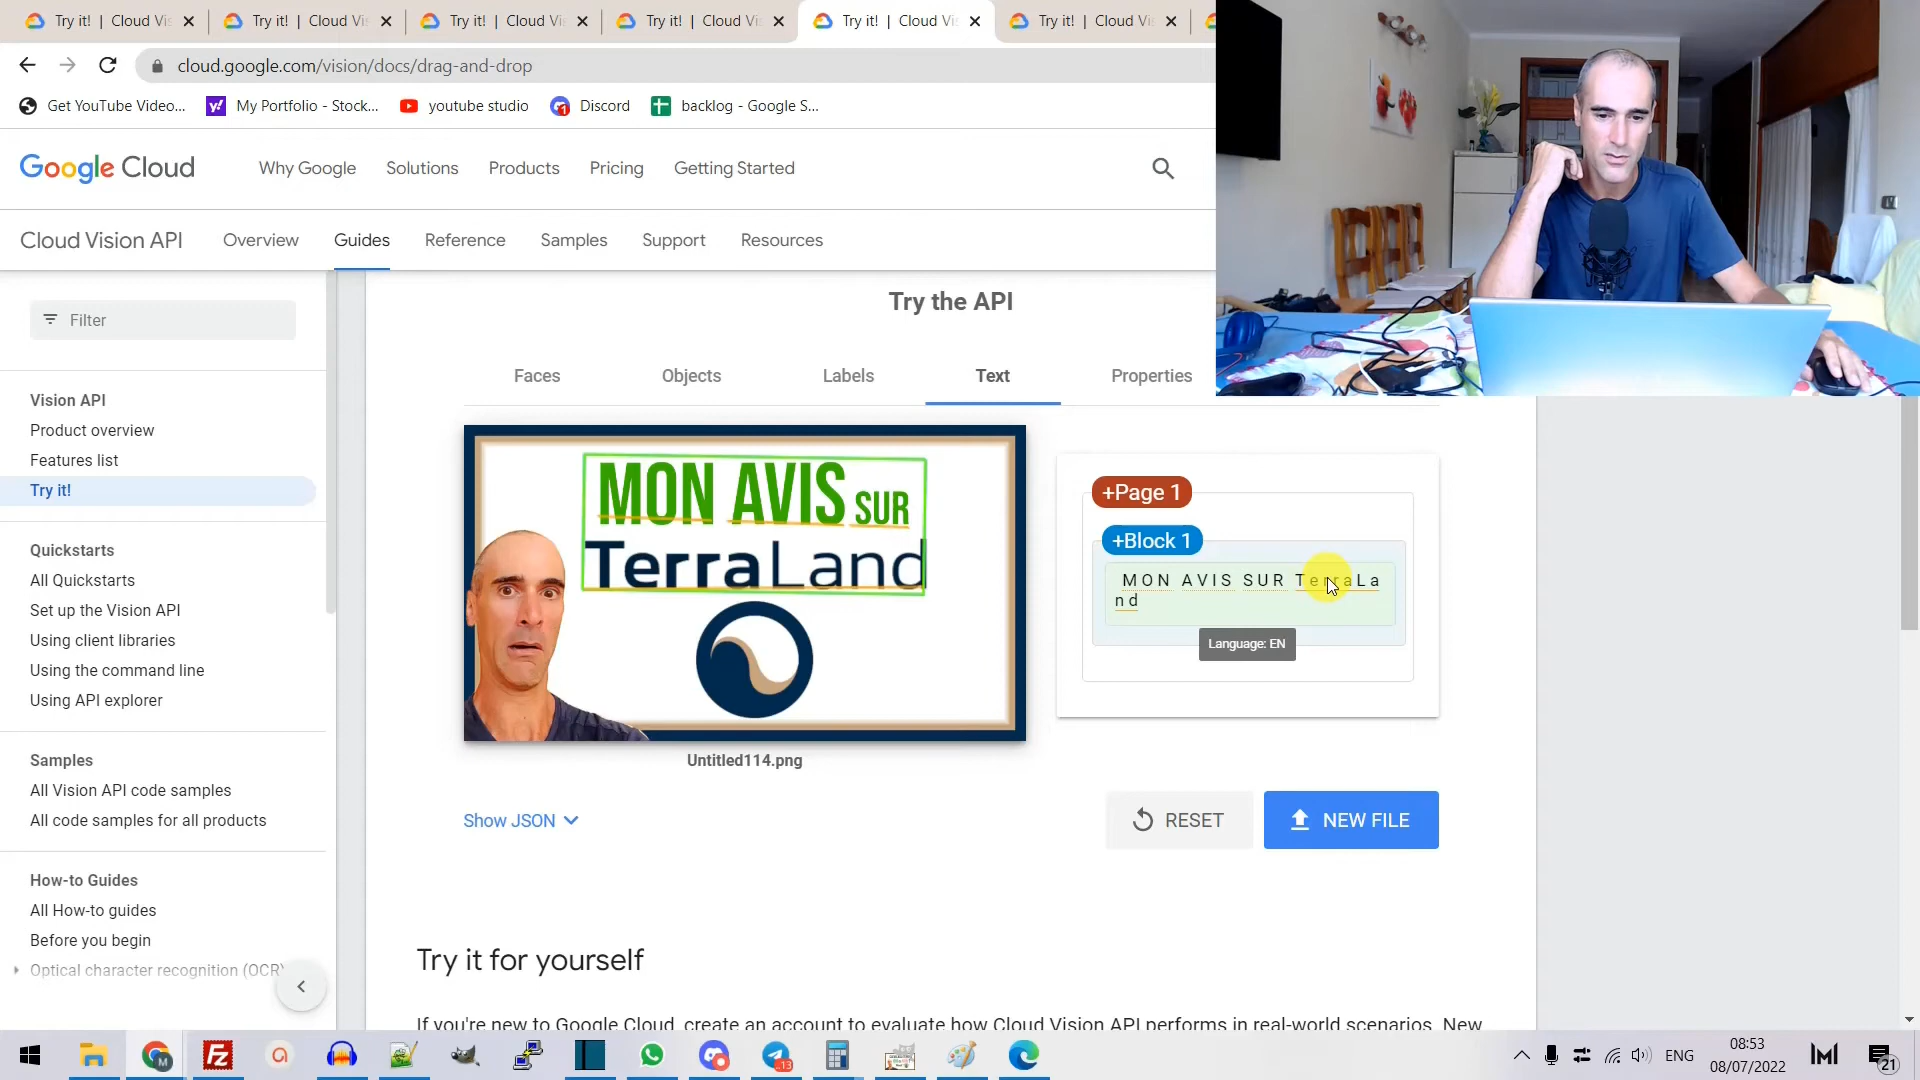 Try it! | Cloud Vi
Try it! | Cloud Vi
Try it! | Cloud Vi
Try it! | Cloud Vi
Try it! | Cloud Vi
Try it! | Cloud Vi
cloud.google.com/vision/docs/drag-and-drop
Get YouTube Video...
My Portfolio - Stock...
youtube studio
Discord
backlog - Google S...
Google Cloud
Why Google
Solutions
Products
Pricing
Getting Started
Cloud Vision API
Overview
Guides
Reference
Samples
Support
Resources
Filter
Vision API
Product overview
Features list
Try it!
Quickstarts
All Quickstarts
Set up the Vision API
Using client libraries
Using the command line
Using API explorer
Samples
All Vision API code samples
All code samples for all products
How-to Guides
All How-to guides
Before you begin
Optical character recognition (OCR)
Try the API
Faces
Objects
Labels
Text
Properties
MON AVIS SUR
TerraLand
Untitled114.png
+Page 1
+Block 1
MON AVIS SUR TerraLa
nd
Language: EN
Show JSON
RESET
NEW FILE
Try it for yourself
If you're new to Google Cloud, create an account to evaluate how Cloud Vision API performs in real-world scenarios. New
13
ENG
08:53
08/07/2022
21